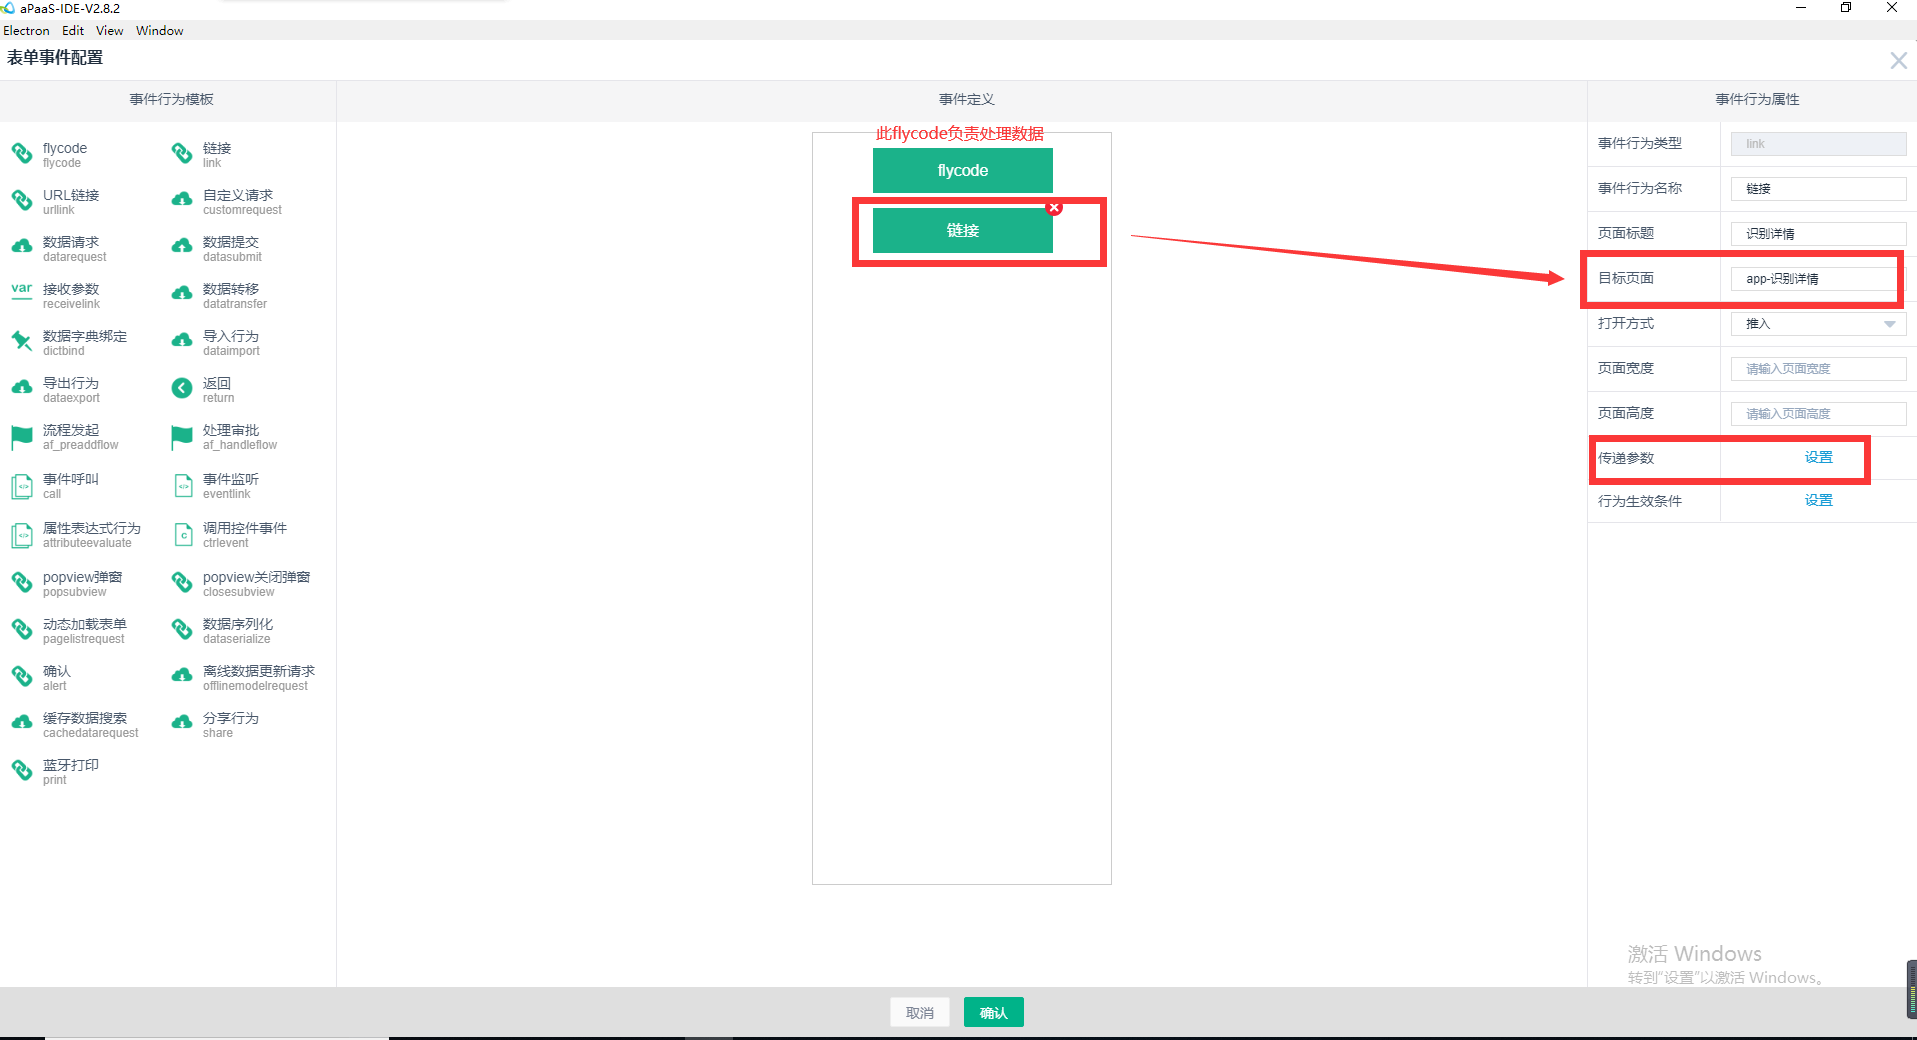 aPaaS-IDE-V2.8.2
Electron Edit View Window
表单事件配置
事件行为模板
flycode
flycode
链接
link
URL链接
urllink
自定义请求
customrequest
数据请求
datarequest
数据提交
datasubmit
var
接收参数
receivelink
数据转移
datatransfer
数据字典绑定
dictbind
导入行为
dataimport
导出行为
dataexport
返回
return
流程发起
af_preaddflow
处理审批
af_handleflow
事件呼叫
call
事件监听
eventlink
属性表达式行为
attributeevaluate
调用控件事件
ctrlevent
popview弹窗
popsubview
popview关闭弹窗
closesubview
动态加载表单
pagelistrequest
数据序列化
dataserialize
确认
alert
离线数据更新请求
offlinemodelrequest
缓存数据搜索
cachedatarequest
分享行为
share
蓝牙打印
print
事件定义
此flycode负责处理数据
flycode
链接
事件行为属性
事件行为类型 link
事件行为名称 链接
页面标题 识别详情
目标页面 app-识别详情
打开方式 推入
页面宽度 请输入页面宽度
页面高度 请输入页面高度
传递参数 设置
行为生效条件 设置
激活 Windows
转到“设置”以激活 Windows。
取消 确认